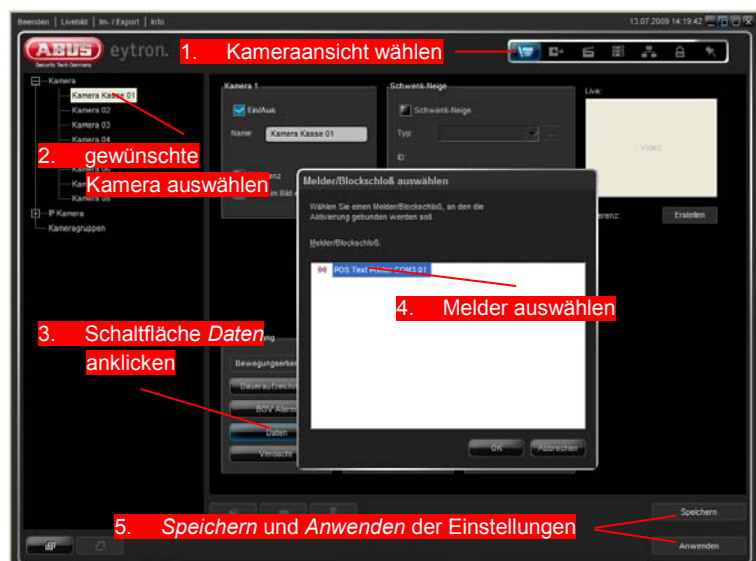 Beenden | Livebild | Im- / Export | Info
13.07.2009 14:19:42
ABUS eytron.
Security Tech Germany
1. Kameraansicht wählen
Kamera
Kamera Kasse 01
Kamera 02
Kamera 03
Kamera 04
2. gewünschte
Kamera auswählen
IP Kamera
Kameragruppen
Kamera 1
Ein/Aus
Name: Kamera Kasse 01
Schwenk-Neige
Schwenk-Neige
Typ:
ID:
Live:
Video
Erstellen
Melder/Blockschloß auswählen
Wählen Sie einen Melder/Blockschloß, an den die
Aktivierung gebunden werden soll.
Melder/Blockschloß:
POS Text Printer COM3 01
4. Melder auswählen
OK
Abbrechen
3. Schaltfläche Daten
anklicken
BGV Alarm
Daten
Verdacht
5. Speichern und Anwenden der Einstellungen
Speichern
Anwenden